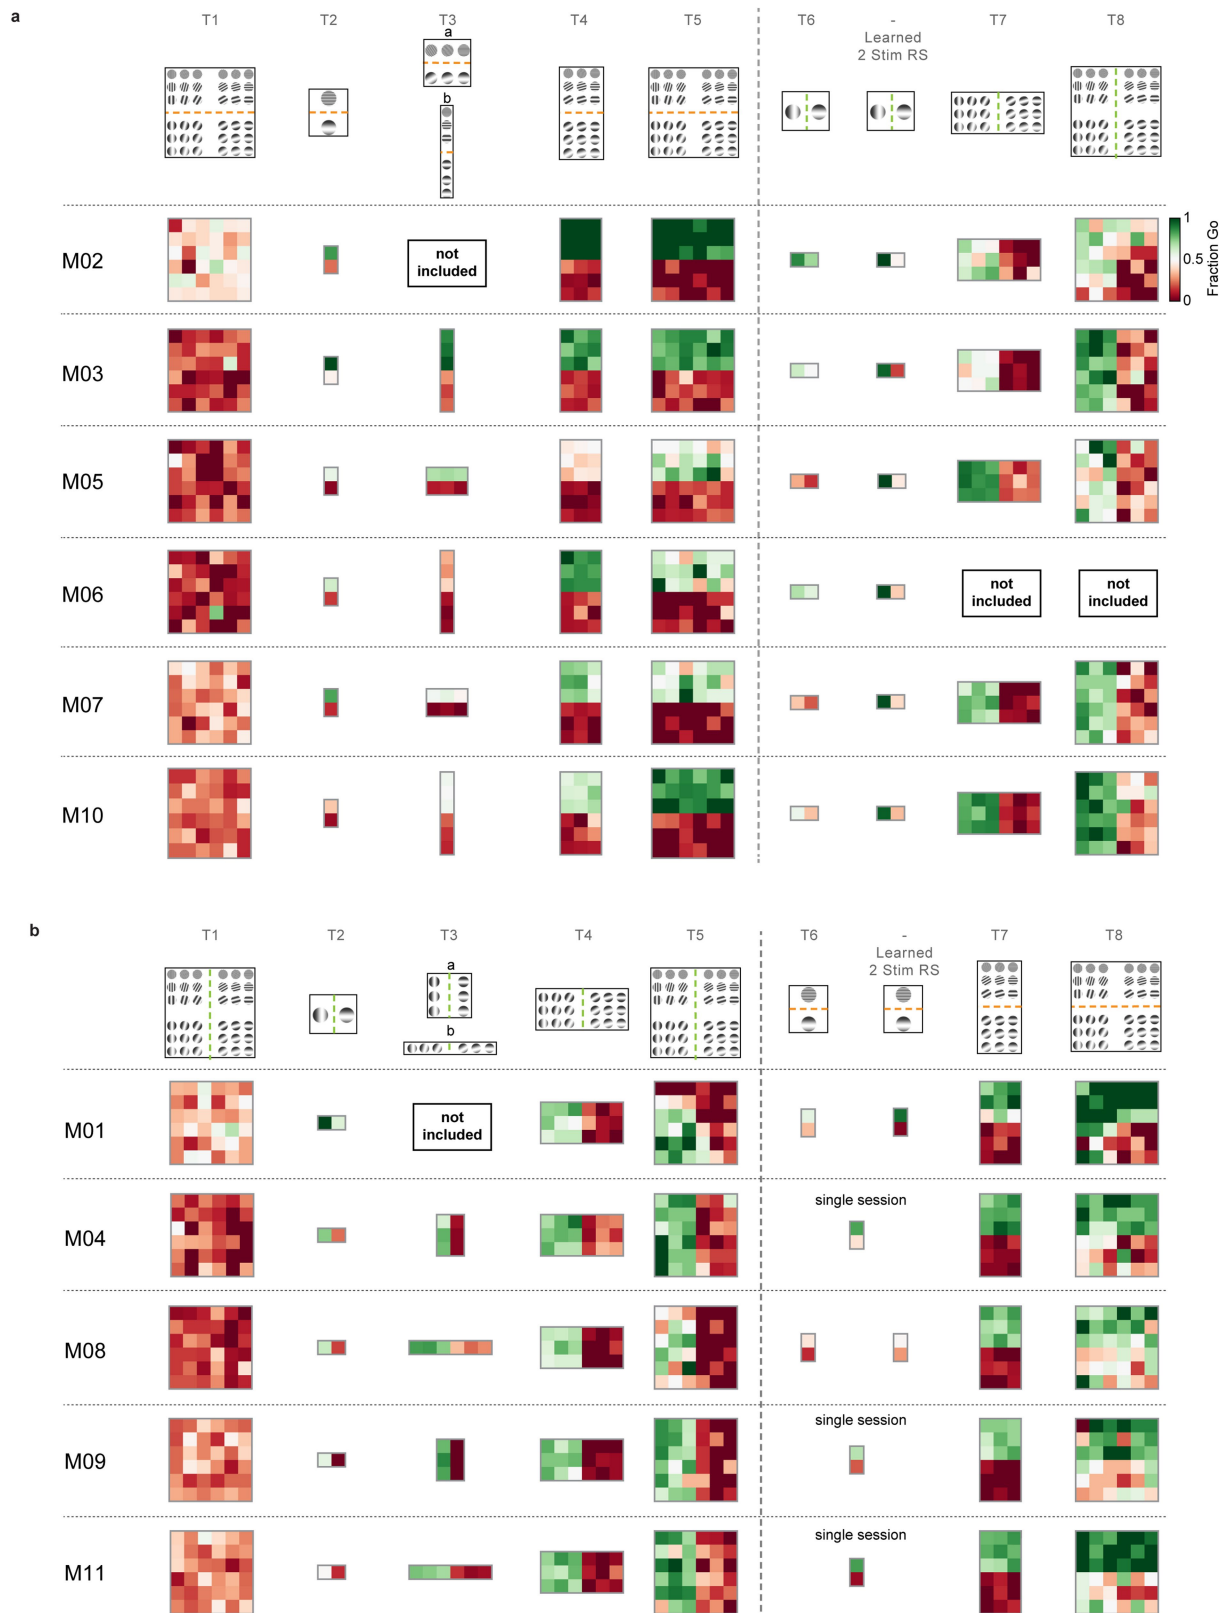 a
T1 T2 T3 T4 T5 T6 - T7 T8
a
Learned
2 Stim RS
b
M02
not
included
1
0.5
0
Fraction Go
M03
M05
M06
not
included
not
included
M07
M10
b
T1 T2 T3 T4 T5 T6 - T7 T8
Learned
2 Stim RS
a
b
M01
not
included
M04
single session
M08
M09
single session
M11
single session